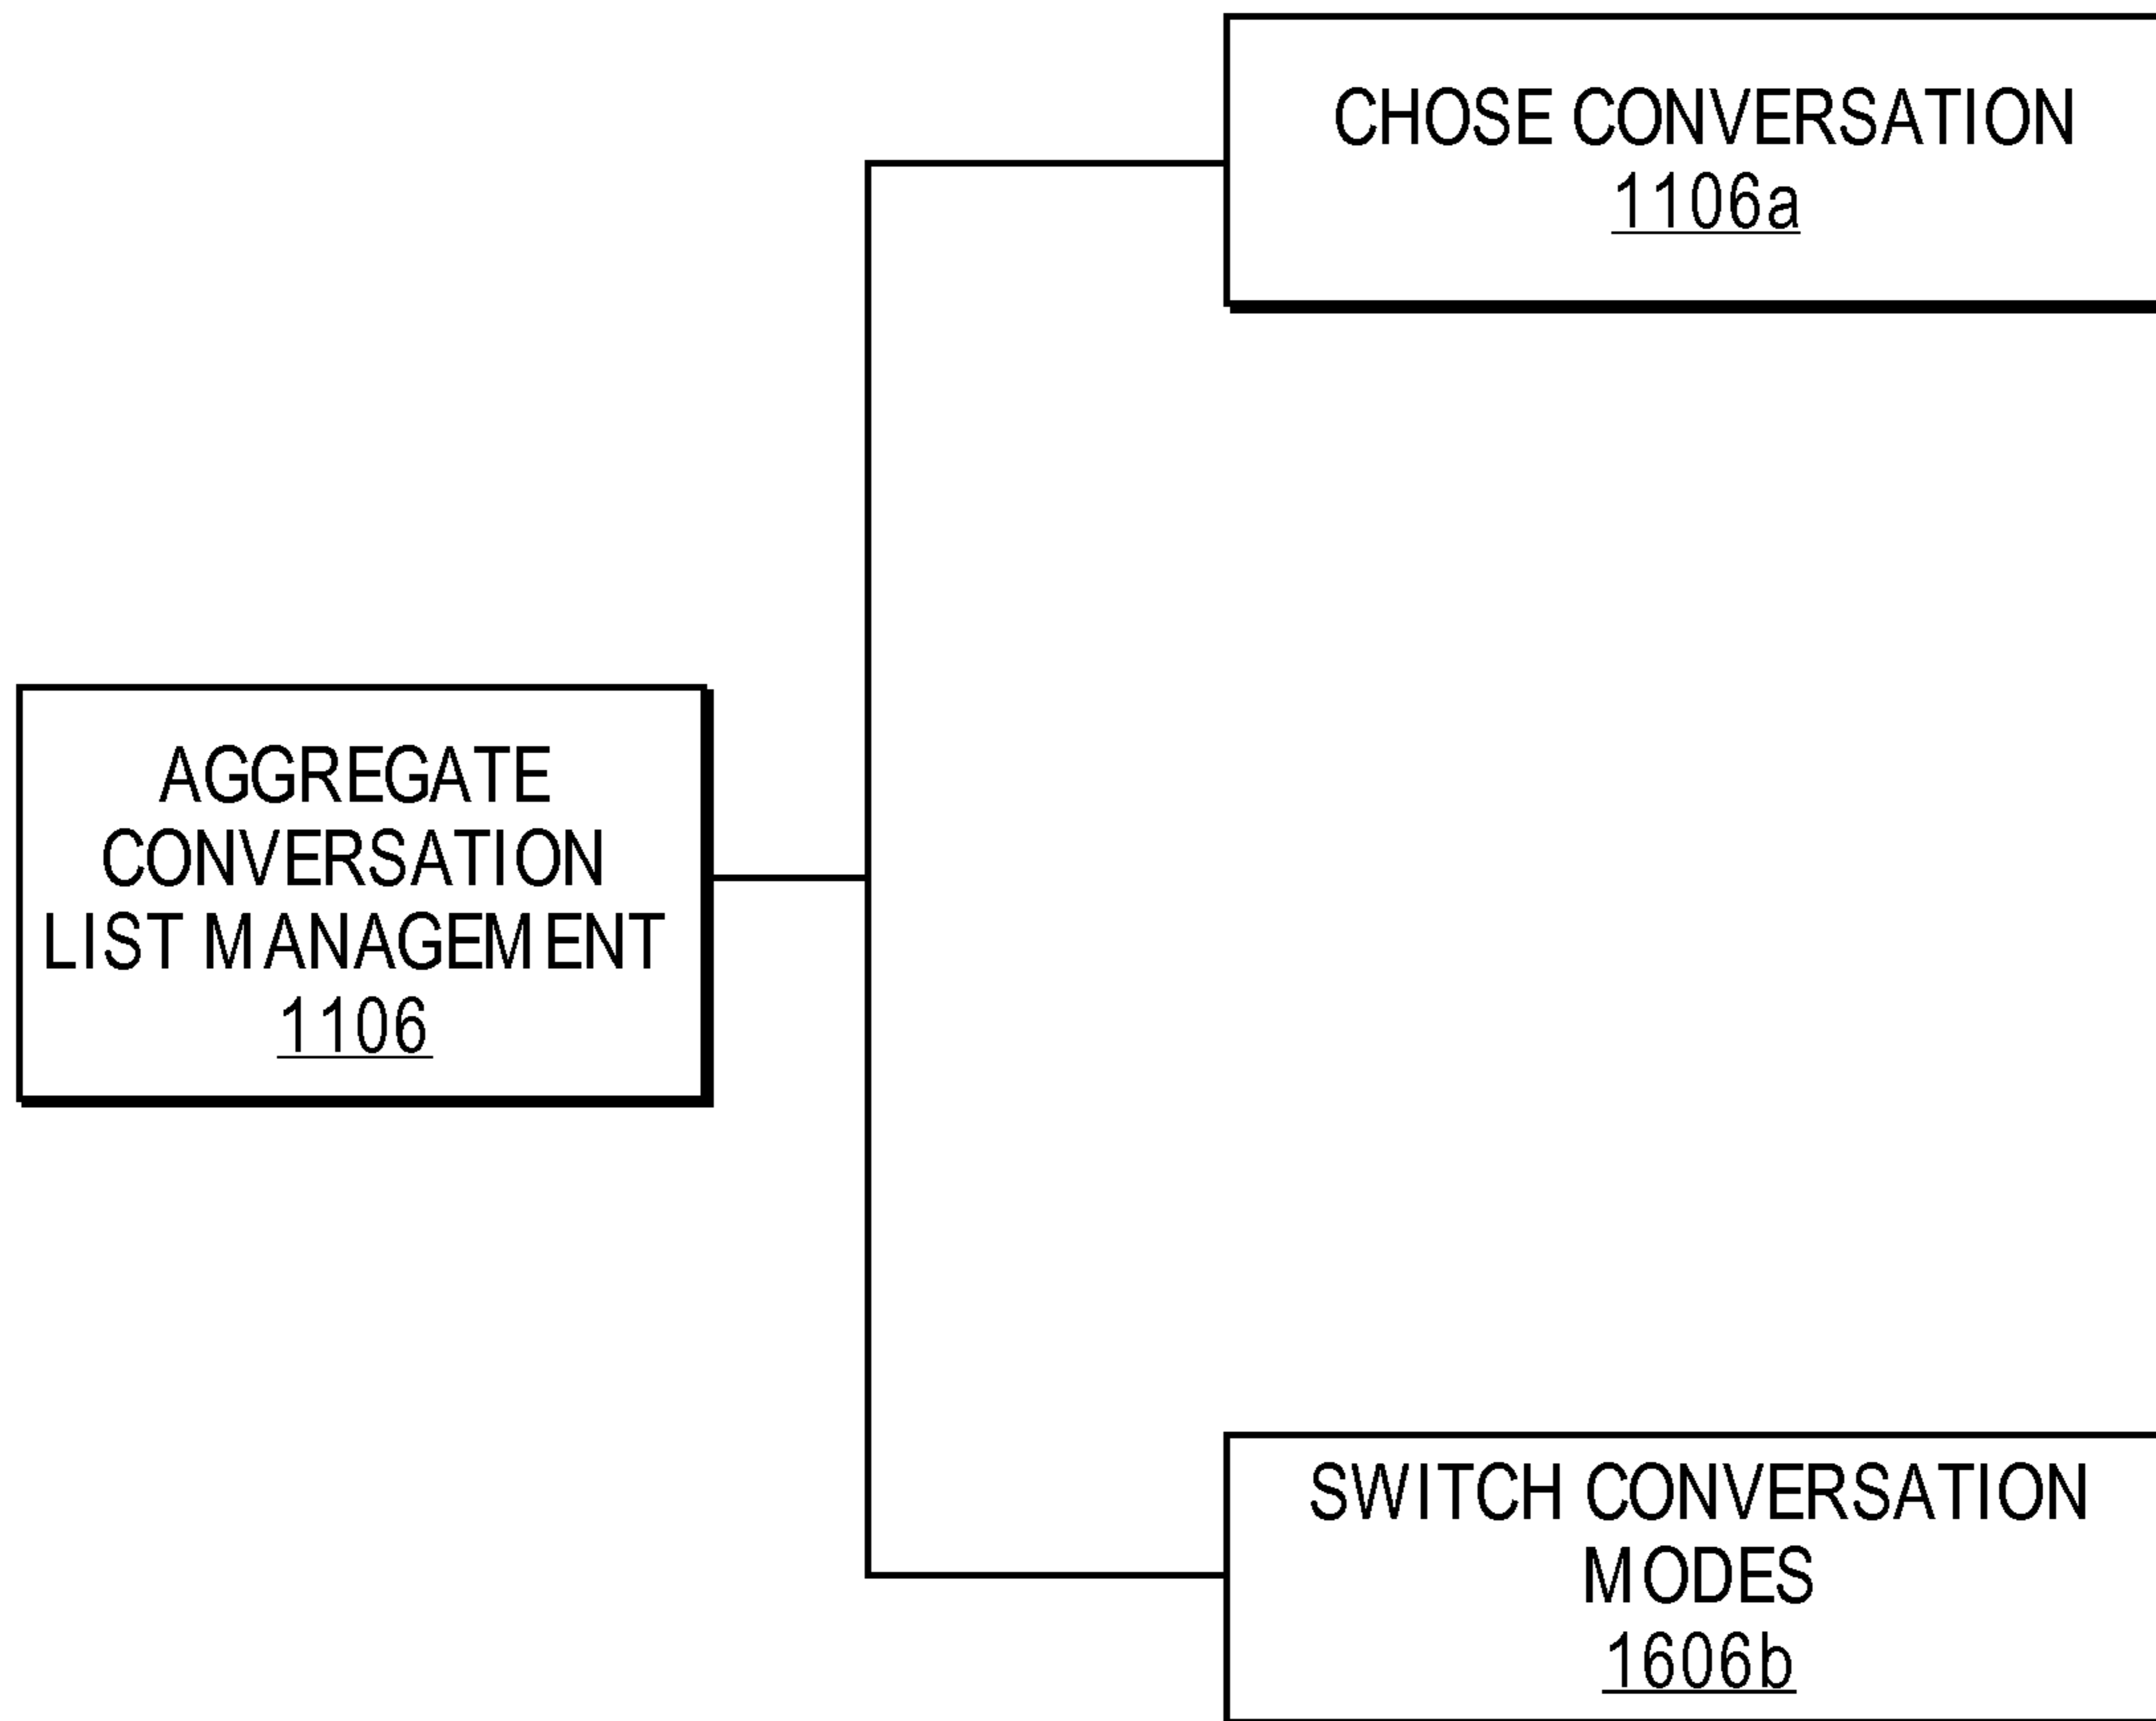 CHOSE CONVERSATION
1106a
AGGREGATE
CONVERSATION
LIST MANAGEMENT
1106
SWITCH CONVERSATION
MODES
1606b